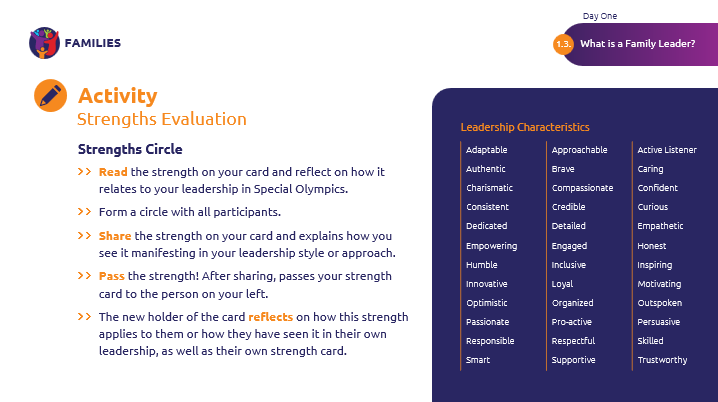 Day One
FAMILIES
1.3. What is a Family Leader?
Activity
Strengths Evaluation
Strengths Circle
>> Read the strength on your card and reflect on how it
relates to your leadership in Special Olympics.
>> Form a circle with all participants.
>> Share the strength on your card and explains how you
see it manifesting in your leadership style or approach.
>> Pass the strength! After sharing, passes your strength
card to the person on your left.
>> The new holder of the card reflects on how this strength
applies to them or how they have seen it in their own
leadership, as well as their own strength card.
Leadership Characteristics
Adaptable Approachable Active Listener
Authentic Brave Caring
Charismatic Compassionate Confident
Consistent Credible Curious
Dedicated Detailed Empathetic
Empowering Engaged Honest
Humble Inclusive Inspiring
Innovative Loyal Motivating
Optimistic Organized Outspoken
Passionate Pro-active Persuasive
Responsible Respectful Skilled
Smart Supportive Trustworthy